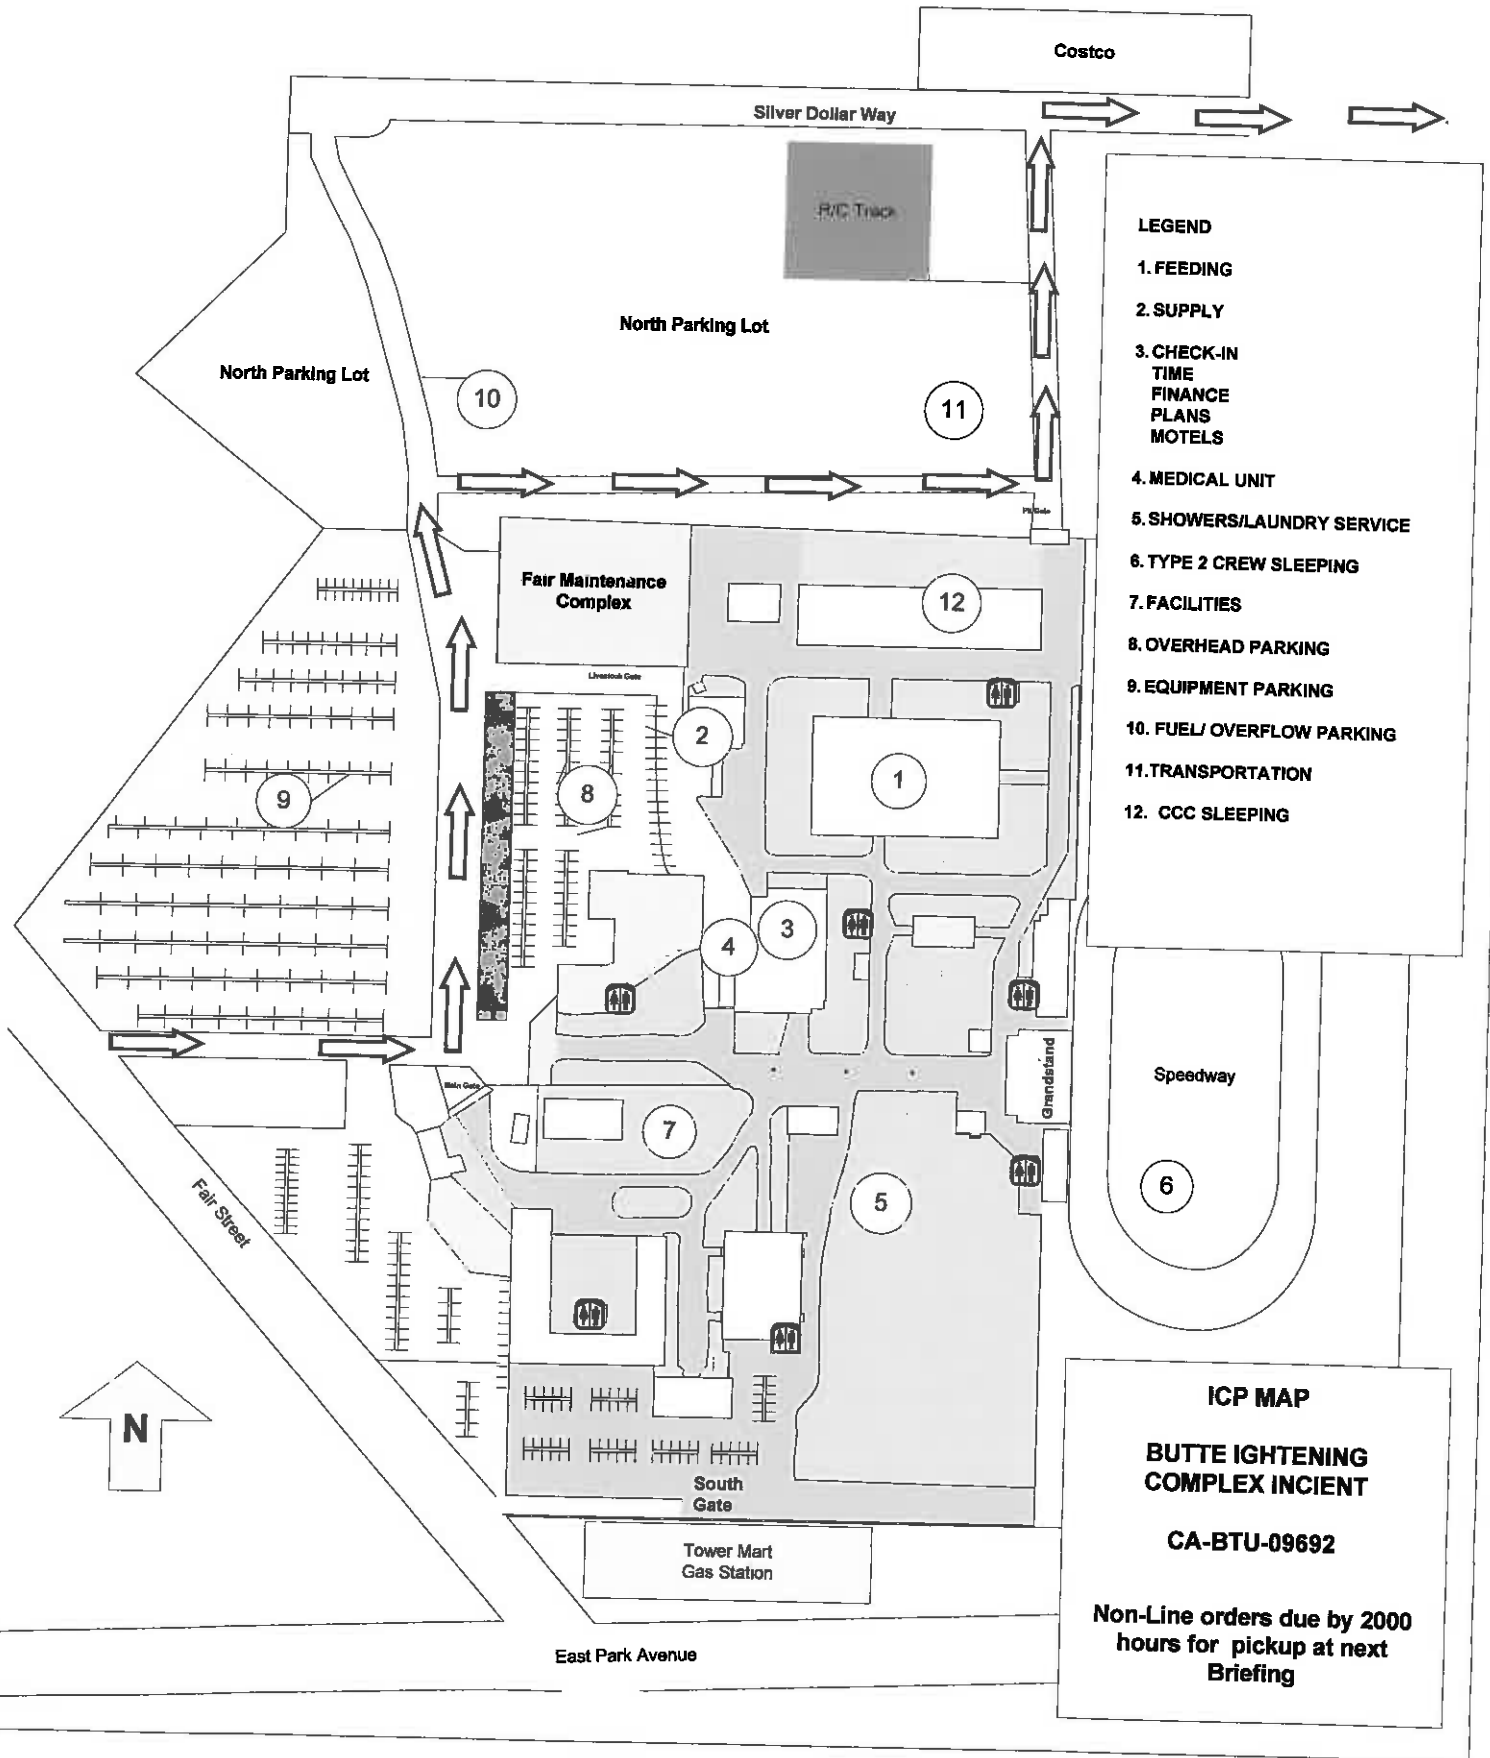 Costco
Silver Dollar Way
R/C Track
LEGEND
1. FEEDING
2. SUPPLY
3. CHECK-IN
TIME
FINANCE
PLANS
MOTELS
4. MEDICAL UNIT
5. SHOWERS/LAUNDRY SERVICE
6. TYPE 2 CREW SLEEPING
7. FACILITIES
8. OVERHEAD PARKING
9. EQUIPMENT PARKING
10. FUEL/ OVERFLOW PARKING
11. TRANSPORTATION
12. CCC SLEEPING
North Parking Lot
North Parking Lot
10
11
Pit Gate
Fair Maintenance
Complex
12
Livestock Gate
2
1
8
9
3
4
Main Gate
Grandstand
Speedway
7
6
5
Fair Street
N
South
Gate
Tower Mart
Gas Station
East Park Avenue
ICP MAP
BUTTE IGHTENING
COMPLEX INCIENT
CA-BTU-09692
Non-Line orders due by 2000
hours for pickup at next
Briefing